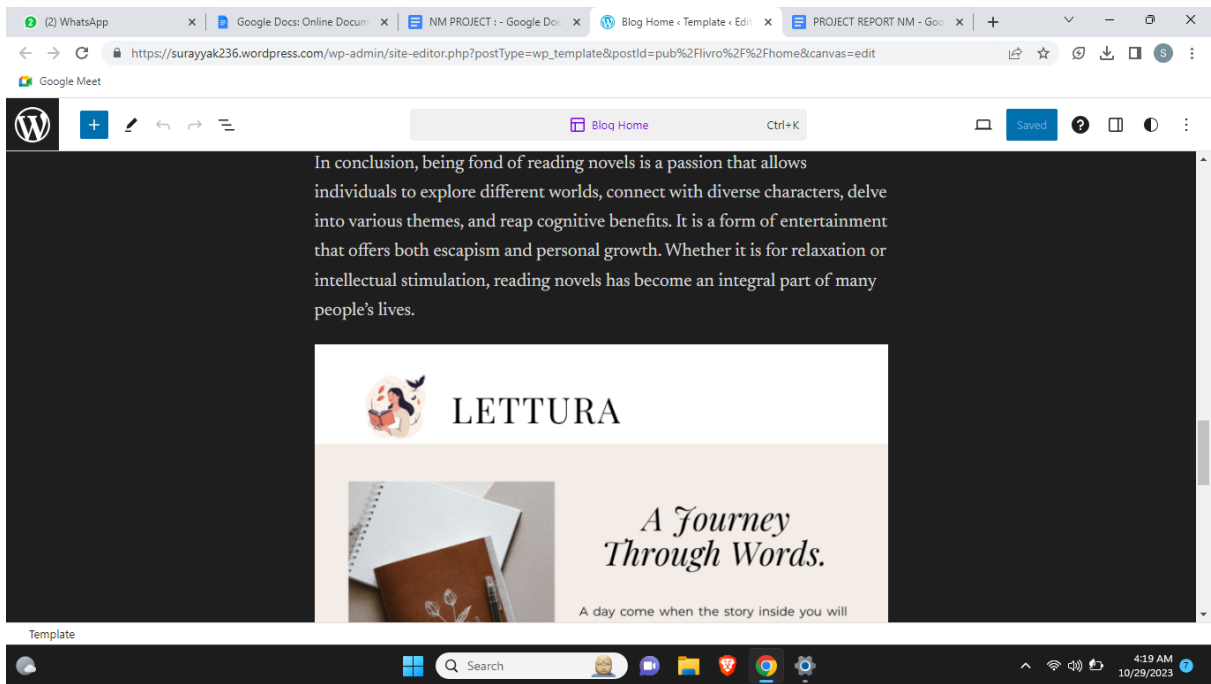 (2) WhatsApp
Google Docs: Online Docum
NM PROJECT : - Google Doc
Blog Home ‹ Template ‹ Edit
PROJECT REPORT NM - Goo
https://surayyak236.wordpress.com/wp-admin/site-editor.php?postType=wp_template&postId=pub%2Flivro%2F%2Fhome&canvas=edit
S
Google Meet
Blog Home
Ctrl+K
Saved
In conclusion, being fond of reading novels is a passion that allows
individuals to explore different worlds, connect with diverse characters, delve
into various themes, and reap cognitive benefits. It is a form of entertainment
that offers both escapism and personal growth. Whether it is for relaxation or
intellectual stimulation, reading novels has become an integral part of many
people’s lives.
LETTURA
A Journey
Through Words.
A day come when the story inside you will
Template
Search
4:19 AM
10/29/2023
7